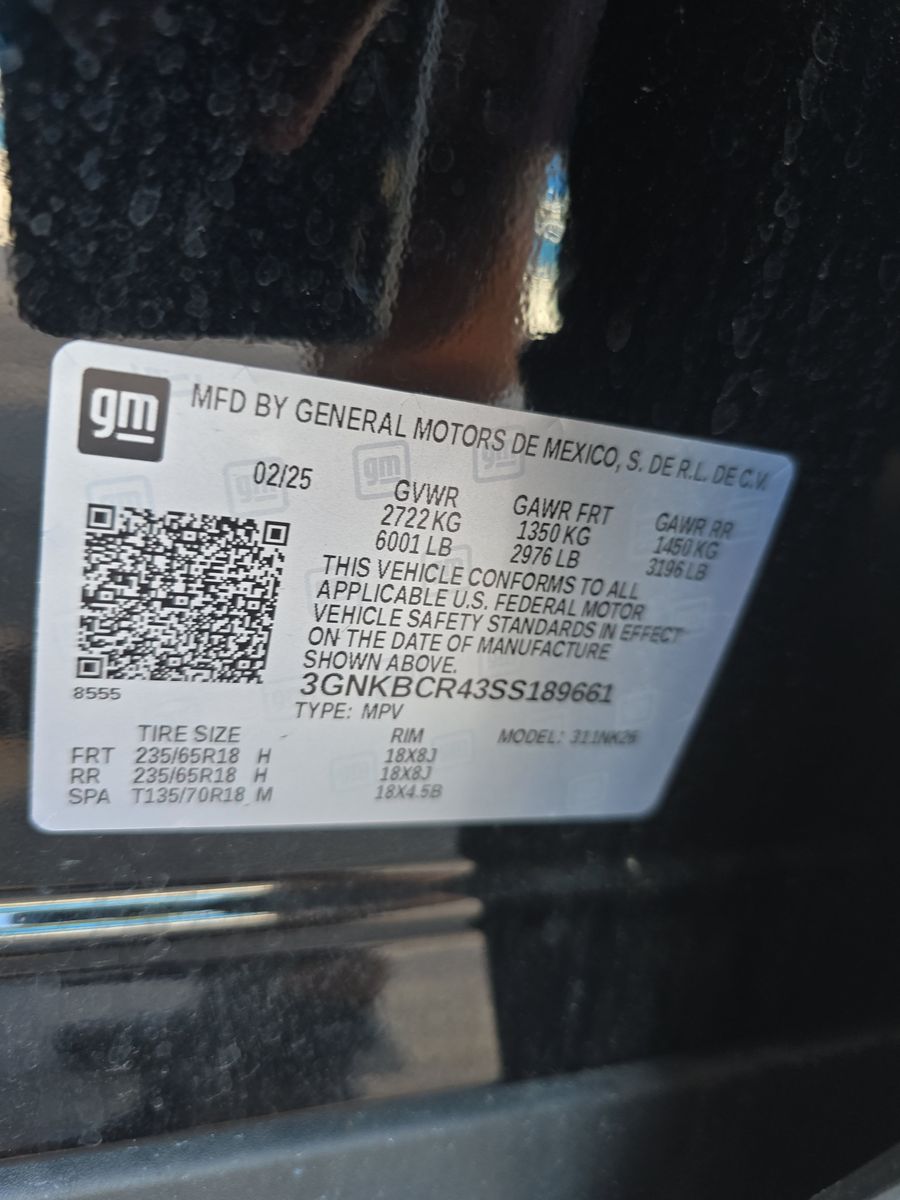 gm
MFD BY GENERAL MOTORS DE MEXICO, S. DE R.L. DE C.V.
02/25
GVWR GAWR FRT GAWR RR
2722 KG 1350 KG 1450 KG
6001 LB 2976 LB 3196 LB
THIS VEHICLE CONFORMS TO ALL
APPLICABLE U.S. FEDERAL MOTOR
VEHICLE SAFETY STANDARDS IN EFFECT
ON THE DATE OF MANUFACTURE
SHOWN ABOVE.
3GNKBCR43SS189661
8555
TYPE: MPV
TIRE SIZE RIM MODEL: 311NK26
FRT 235/65R18 H 18X8J
RR 235/65R18 H 18X8J
SPA T135/70R18 M 18X4.5B